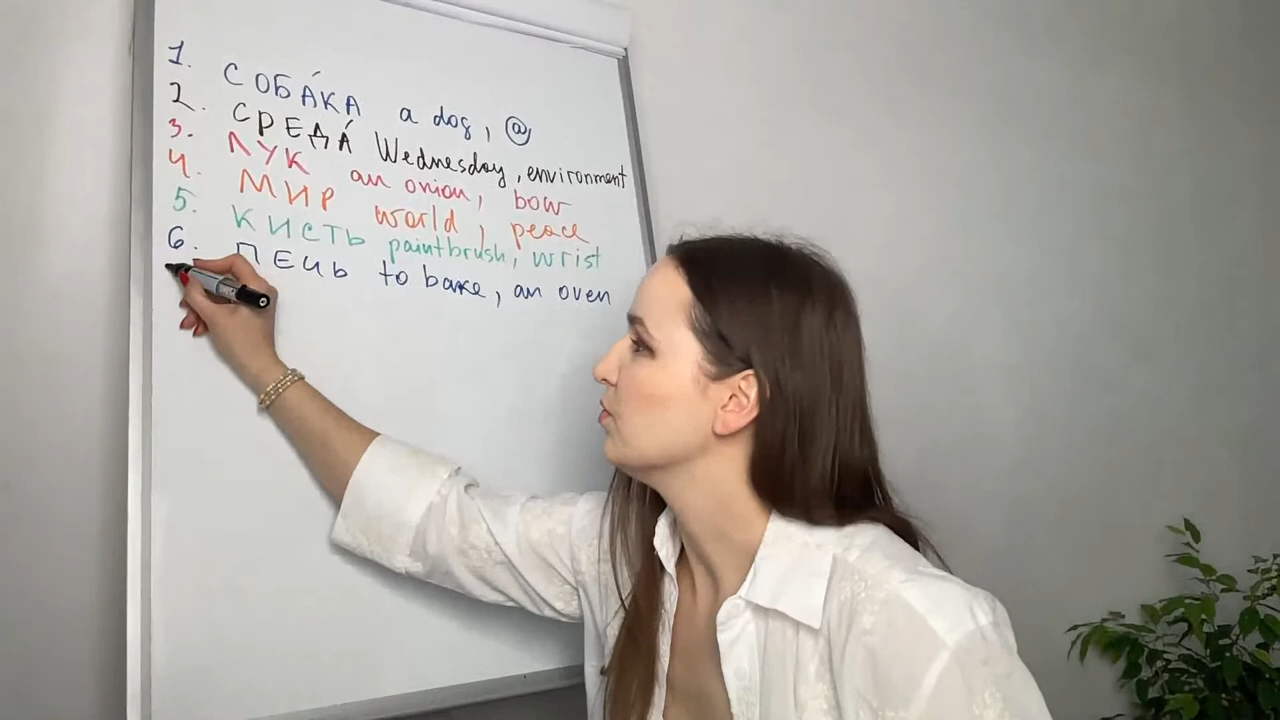 1. СОБА́КА a dog, @
2. СРЕДА́ Wednesday, environment
3. ЛУК an onion, bow
4. МИР world, peace
5. КИСТЬ paintbrush, wrist
6. ПЕЧЬ to bake, an oven